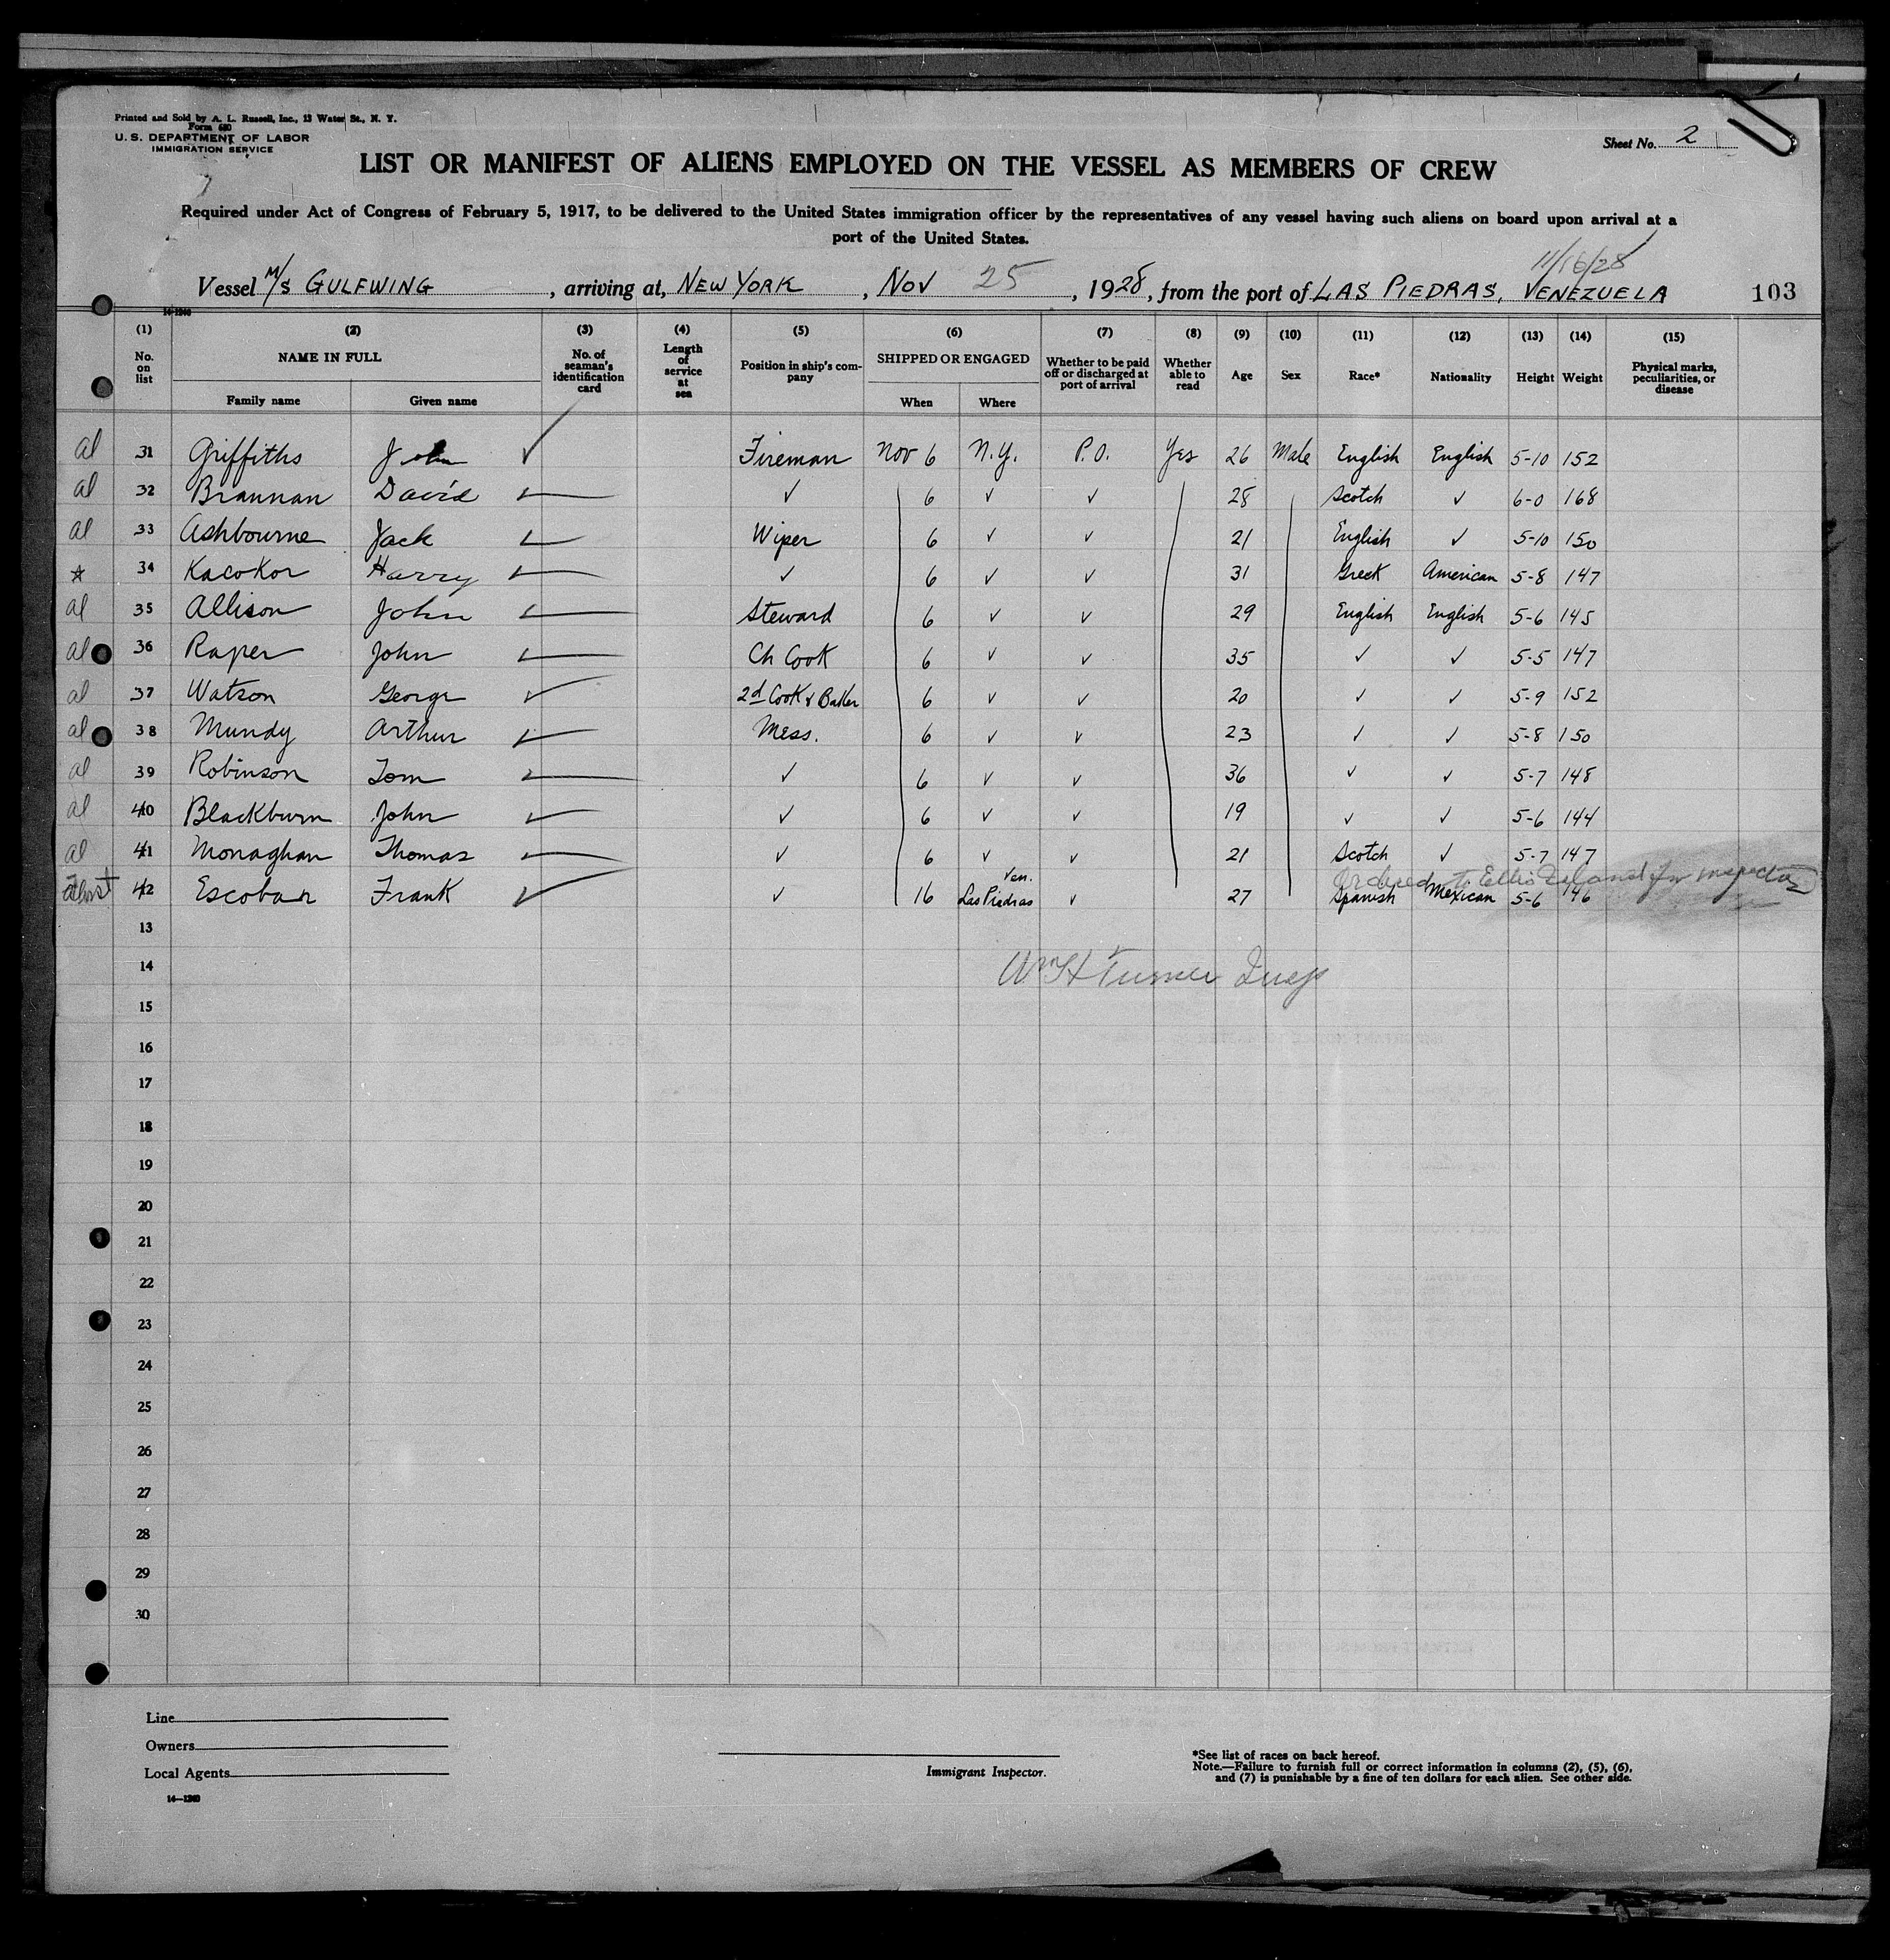 Printed and Sold by A. L. Russell, Inc., 13 Water St., N. Y.
Form 680
U. S. DEPARTMENT OF LABOR
IMMIGRATION SERVICE
Sheet No. 2
LIST OR MANIFEST OF ALIENS EMPLOYED ON THE VESSEL AS MEMBERS OF CREW
Required under Act of Congress of February 5, 1917, to be delivered to the United States immigration officer by the representatives of any vessel having such aliens on board upon arrival at a
port of the United States.
11/16/28
Vessel M/S GULFWING, arriving at, NEW YORK, NOV 25, 1928, from the port of LAS PIEDRAS, VENEZUELA 103
14-1240
(1) (2) (3) (4) (5) (6) (7) (8) (9) (10) (11) (12) (13) (14) (15)
No. on list NAME IN FULL Family name Given name No. of seaman's identification card Length of service at sea Position in ship's company SHIPPED OR ENGAGED When Where Whether to be paid off or discharged at port of arrival Whether able to read Age Sex Race* Nationality Height Weight Physical marks, peculiarities, or disease
al 31 Griffiths John ✓ Fireman Nov 6 N.Y. P.O. Yes 26 Male English English 5-10 152
al 32 Brannan David ✓ ✓ 6 ✓ ✓ 28 Scotch ✓ 6-0 168
al 33 Ashbourne Jack ✓ Wiper 6 ✓ ✓ 21 English ✓ 5-10 150
34 Kacokor Harry ✓ ✓ 6 ✓ ✓ 31 Greek American 5-8 147
al 35 Allison John ✓ Steward 6 ✓ ✓ 29 English English 5-6 145
al 36 Raper John ✓ Ch Cook 6 ✓ ✓ 35 ✓ ✓ 5-5 147
al 37 Watson George ✓ 2d Cook & Baker 6 ✓ ✓ 20 ✓ ✓ 5-9 152
al 38 Mundy Arthur ✓ Mess. 6 ✓ ✓ 23 ✓ ✓ 5-8 150
al 39 Robinson Tom ✓ ✓ 6 ✓ ✓ 36 ✓ ✓ 5-7 148
al 40 Blackburn John ✓ ✓ 6 ✓ ✓ 19 ✓ ✓ 5-6 144
al 41 Monaghan Thomas ✓ ✓ 6 ✓ ✓ 21 Scotch ✓ 5-7 147
Ordered to Ellis Island for inspection
42 Escobar Frank ✓ ✓ 16 Las Piedras Ven. ✓ 27 Spanish Mexican 5-6 146
13
14 Wm H Turner Insp
15
16
17
18
19
20
21
22
23
24
25
26
27
28
29
30
Line
Owners
Local Agents
Immigrant Inspector.
*See list of races on back hereof.
Note.—Failure to furnish full or correct information in columns (2), (5), (6),
and (7) is punishable by a fine of ten dollars for each alien. See other side.
14—1240